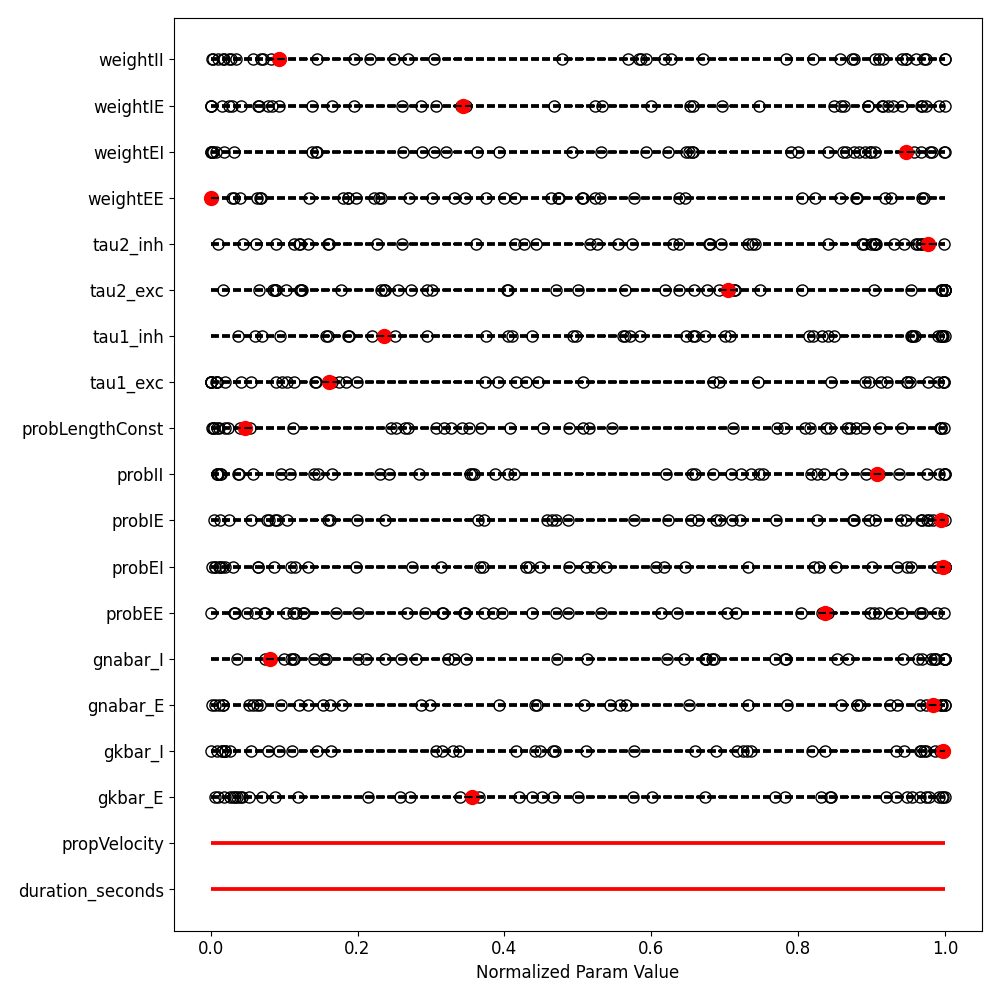 weightII
weightIE
weightEI
weightEE
tau2_inh
tau2_exc
tau1_inh
tau1_exc
probLengthConst
probII
probIE
probEI
probEE
gnabar_I
gnabar_E
gkbar_I
gkbar_E
propVelocity
duration_seconds
0.0 0.2 0.4 0.6 0.8 1.0
Normalized Param Value